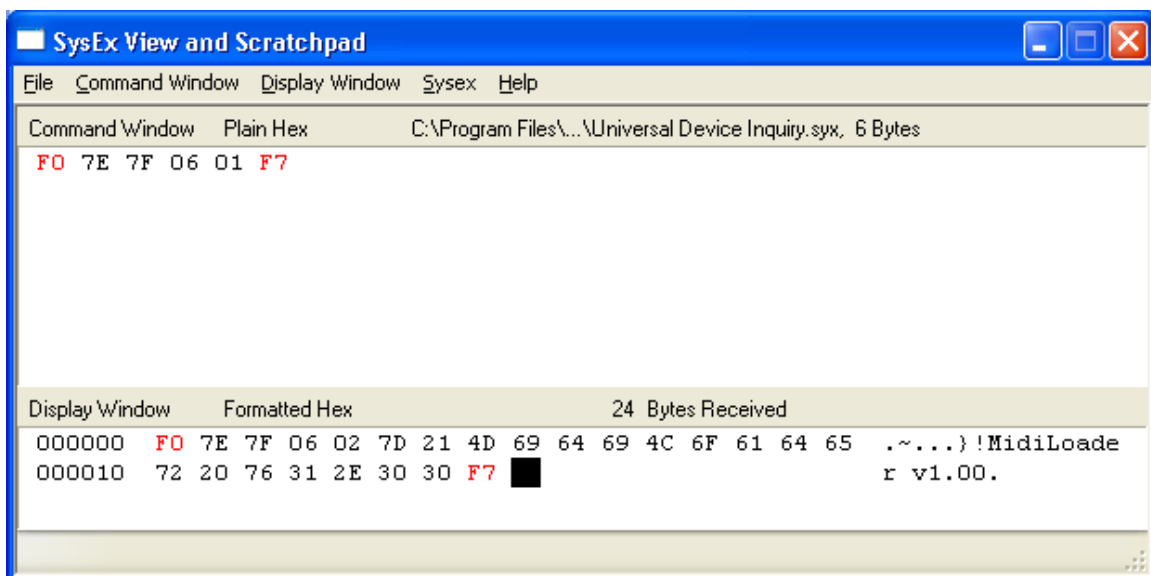 SysEx View and Scratchpad
File Command Window Display Window Sysex Help
Command Window Plain Hex C:\Program Files\...\Universal Device Inquiry.syx, 6 Bytes
F0 7E 7F 06 01 F7
Display Window Formatted Hex 24 Bytes Received
000000 F0 7E 7F 06 02 7D 21 4D 69 64 69 4C 6F 61 64 65 .~...}!MidiLoade
000010 72 20 76 31 2E 30 30 F7 r v1.00.